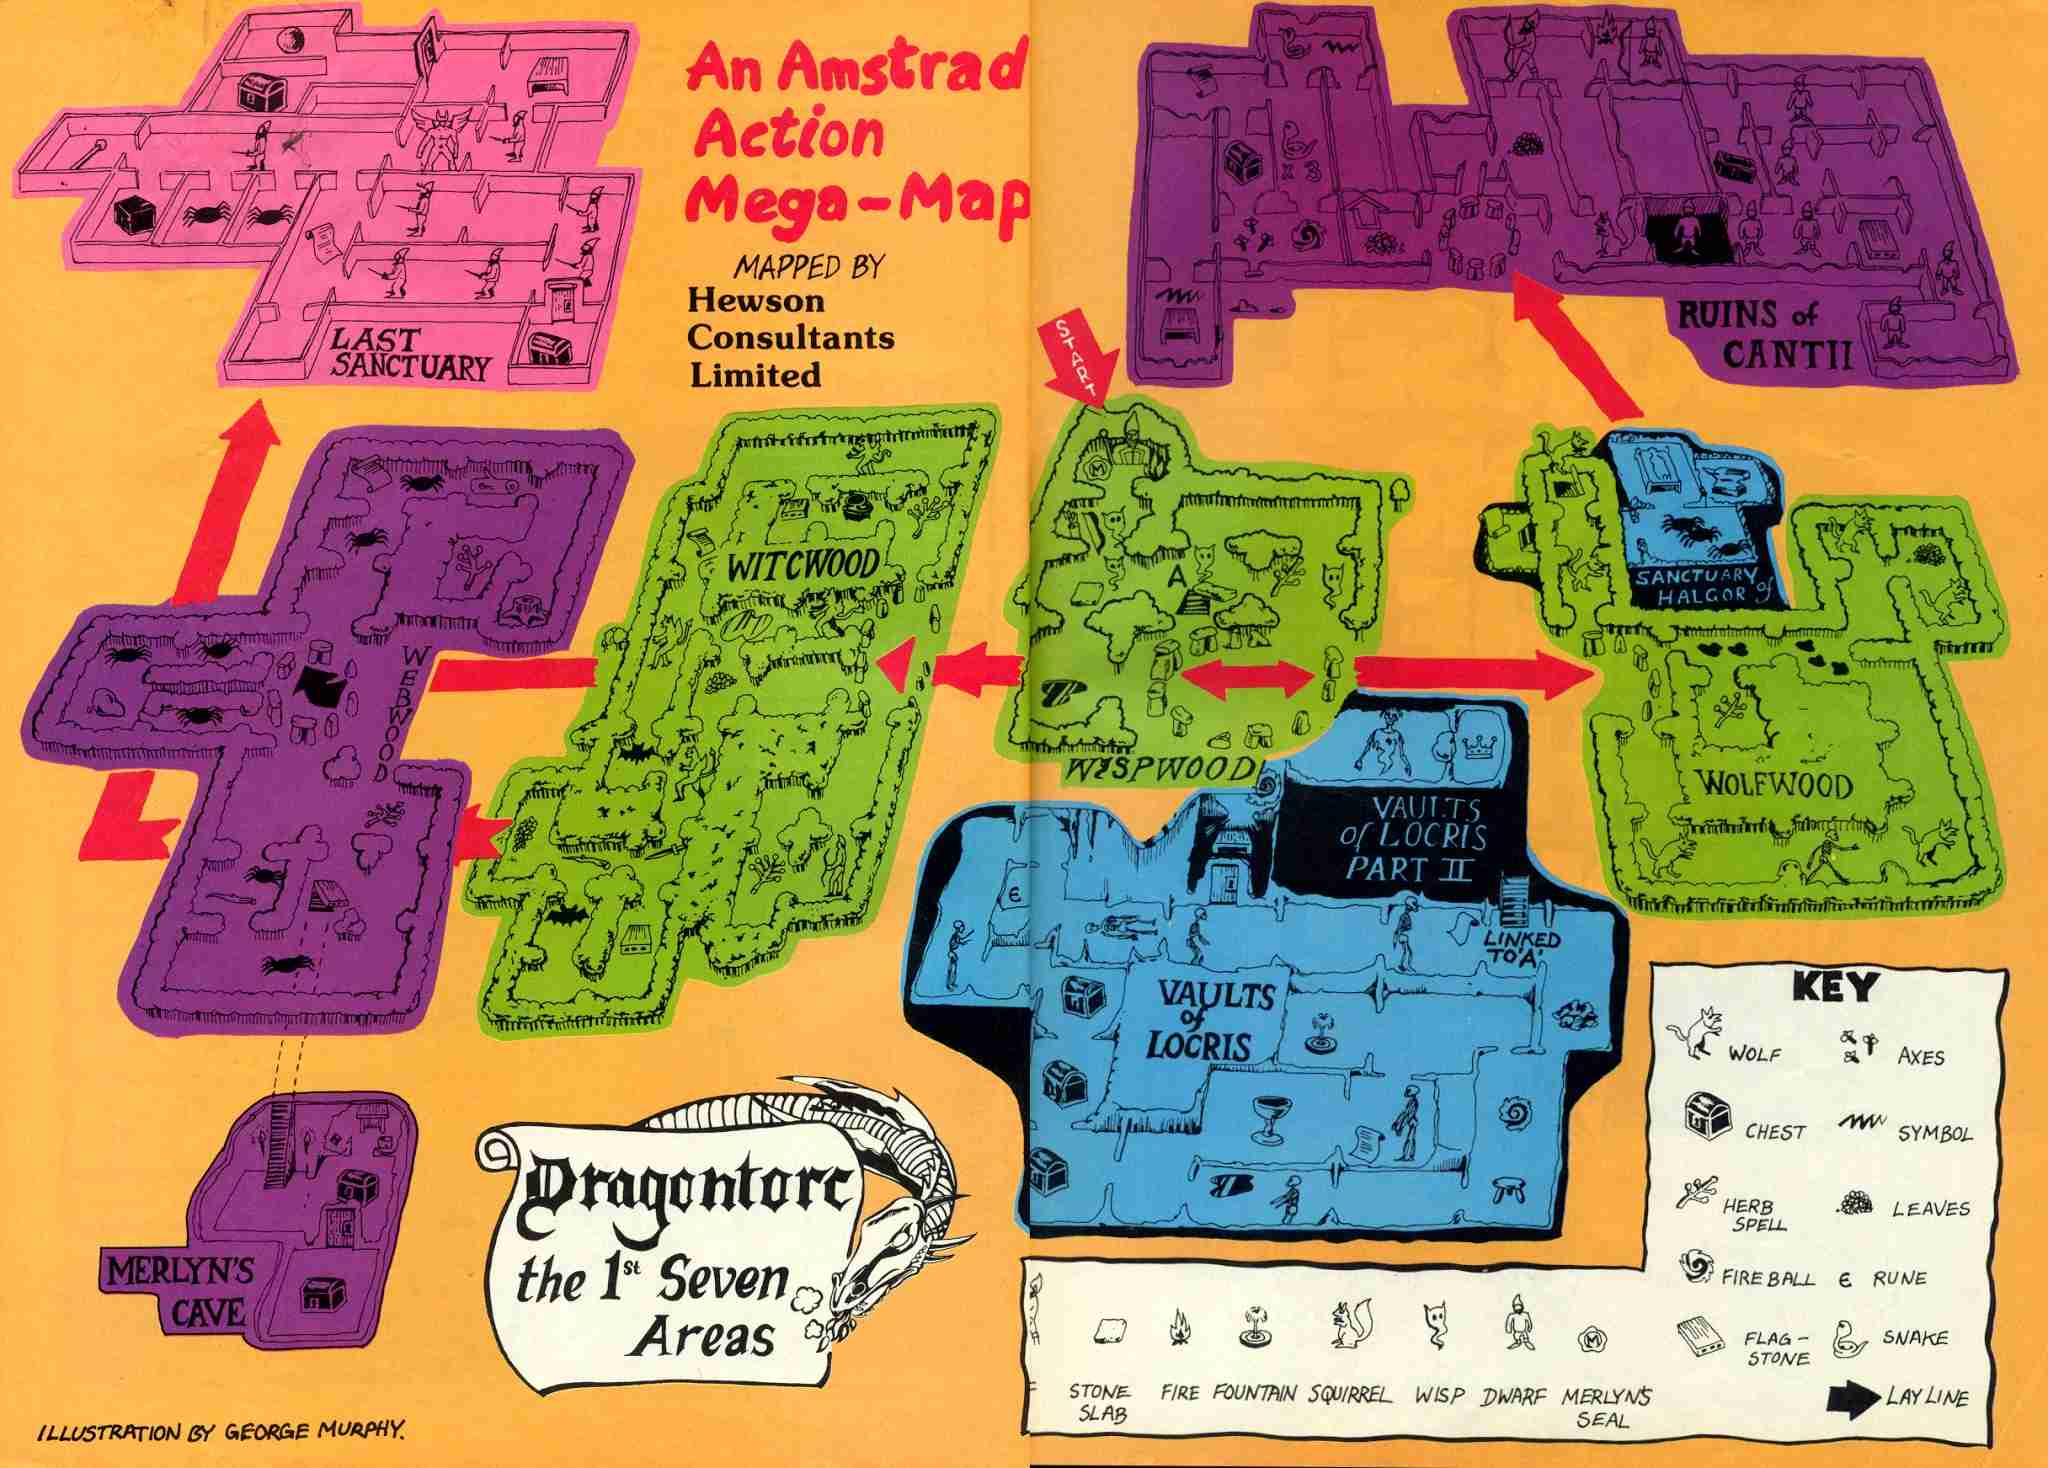 An Amstrad
Action
Mega-Map
MAPPED BY
Hewson
Consultants
Limited
LAST
SANCTUARY
START
RUINS of
CANTII
M
WITCWOOD
A
SANCTUARY
of
HALGOR
WEBWOOD
WISPWOOD
WOLFWOOD
VAULTS
of LOCRIS
PART II
x 3
є
LINKED
TO 'A'
VAULTS
of
LOCRIS
MERLYN'S
CAVE
Dragontorc
the 1st Seven
Areas
KEY
WOLF
AXES
CHEST
SYMBOL
HERB
SPELL
LEAVES
FIREBALL
є RUNE
FLAG-
STONE
SNAKE
LAY LINE
STONE
SLAB
FIRE
FOUNTAIN
SQUIRREL
WISP
DWARF
M
MERLYN'S
SEAL
ILLUSTRATION BY GEORGE MURPHY.